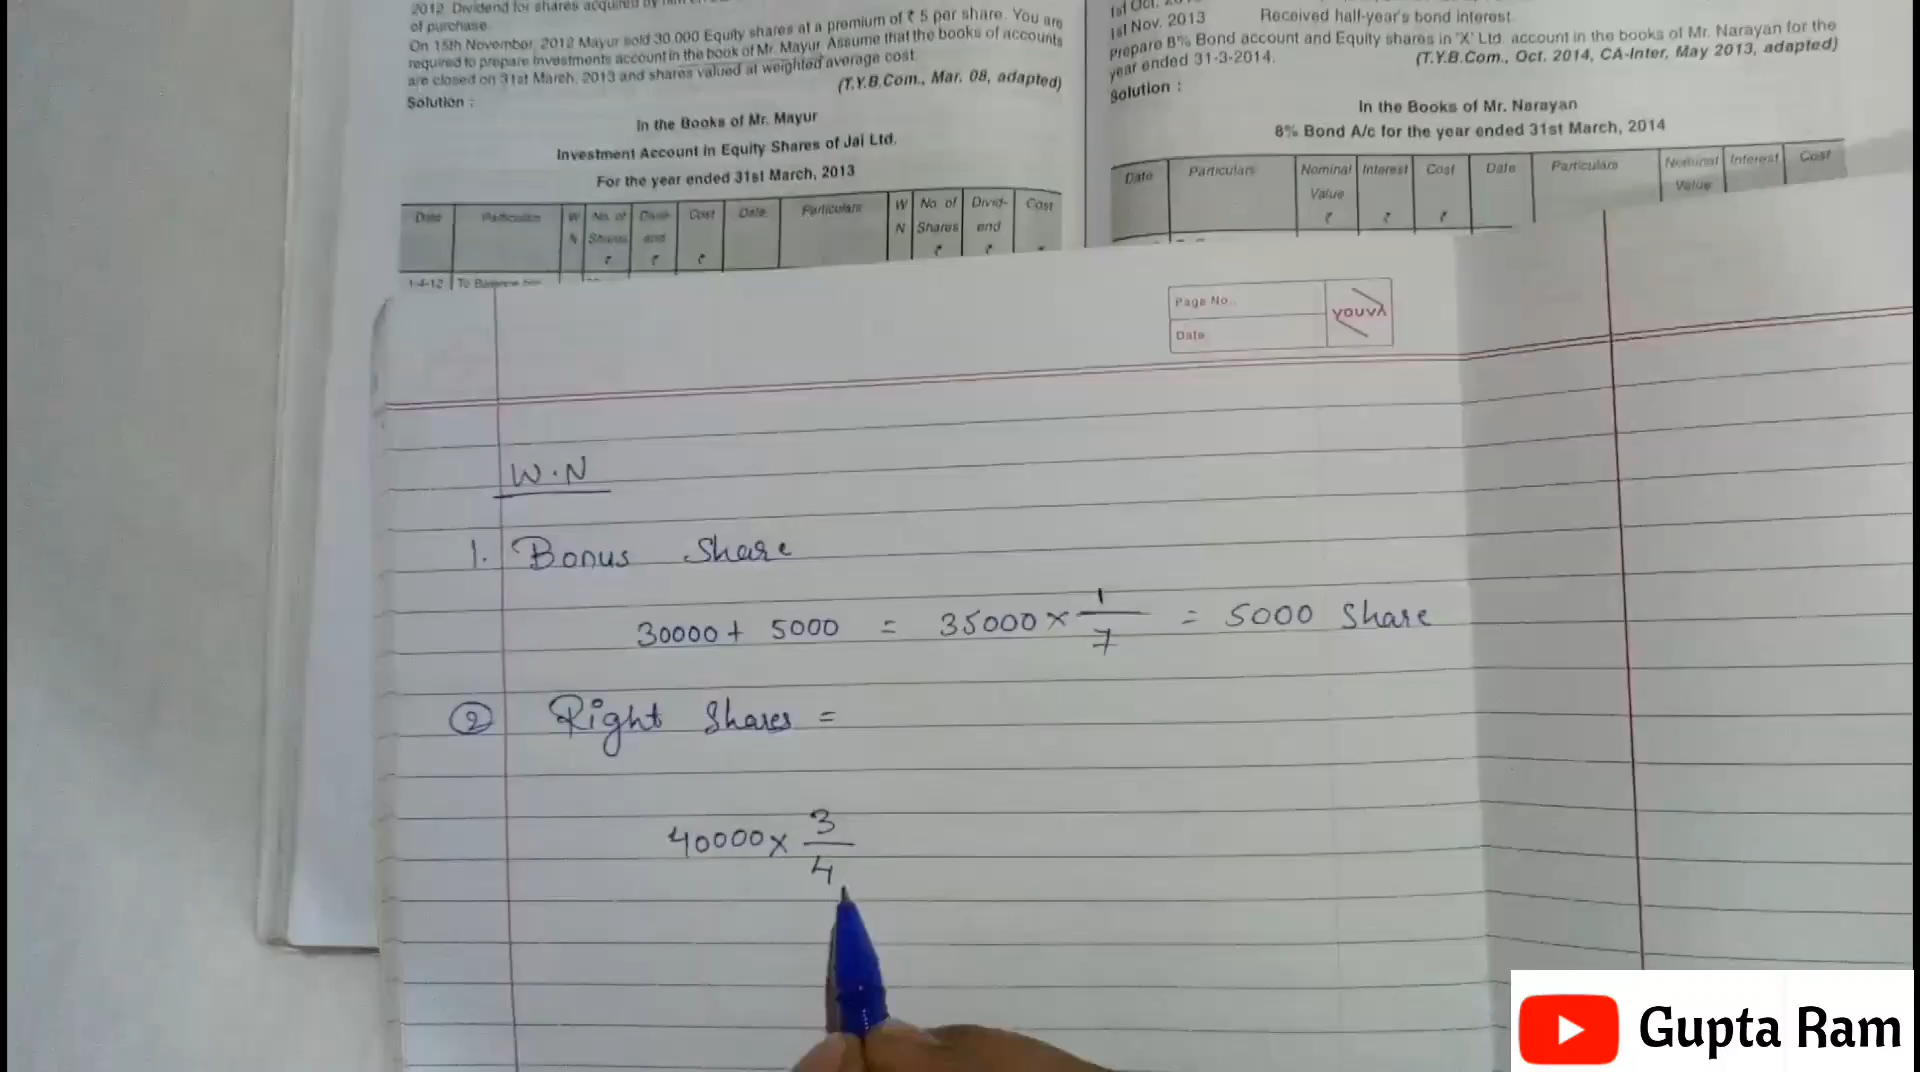 2012. Dividend for shares acquired by
of purchase.
On 15th November, 2012 Mayur sold 30,000 Equity shares at a premium of ₹ 5 per share. You are
required to prepare Investments account in the book of Mr. Mayur. Assume that the books of accounts
are closed on 31st March, 2013 and shares valued at weighted average cost.
(T.Y.B.Com., Mar. 08, adapted)
Solution :
In the Books of Mr. Mayur
Investment Account in Equity Shares of Jai Ltd.
For the year ended 31st March, 2013
Date Particulars W N No. of Shares ₹ Divid-end ₹ Cost ₹ Date Particulars W N No. of Shares ₹ Divid-end ₹ Cost
1-4-12 To Balance
1st Oct.
1st Nov. 2013 Received half-year's bond interest.
Prepare 8% Bond account and Equity shares in 'X' Ltd. account in the books of Mr. Narayan for the
year ended 31-3-2014.
(T.Y.B.Com., Oct. 2014, CA-Inter, May 2013, adapted)
Solution :
In the Books of Mr. Narayan
8% Bond A/c for the year ended 31st March, 2014
Date Particulars Nominal Value ₹ Interest ₹ Cost ₹ Date Particulars Nominal Value Interest Cost
Page No.
Date
youva
W.N
1. Bonus Share
30000 + 5000 = 35000 × 1/7 = 5000 Share
② Right Shares =
40000 × 3/4
Gupta Ram